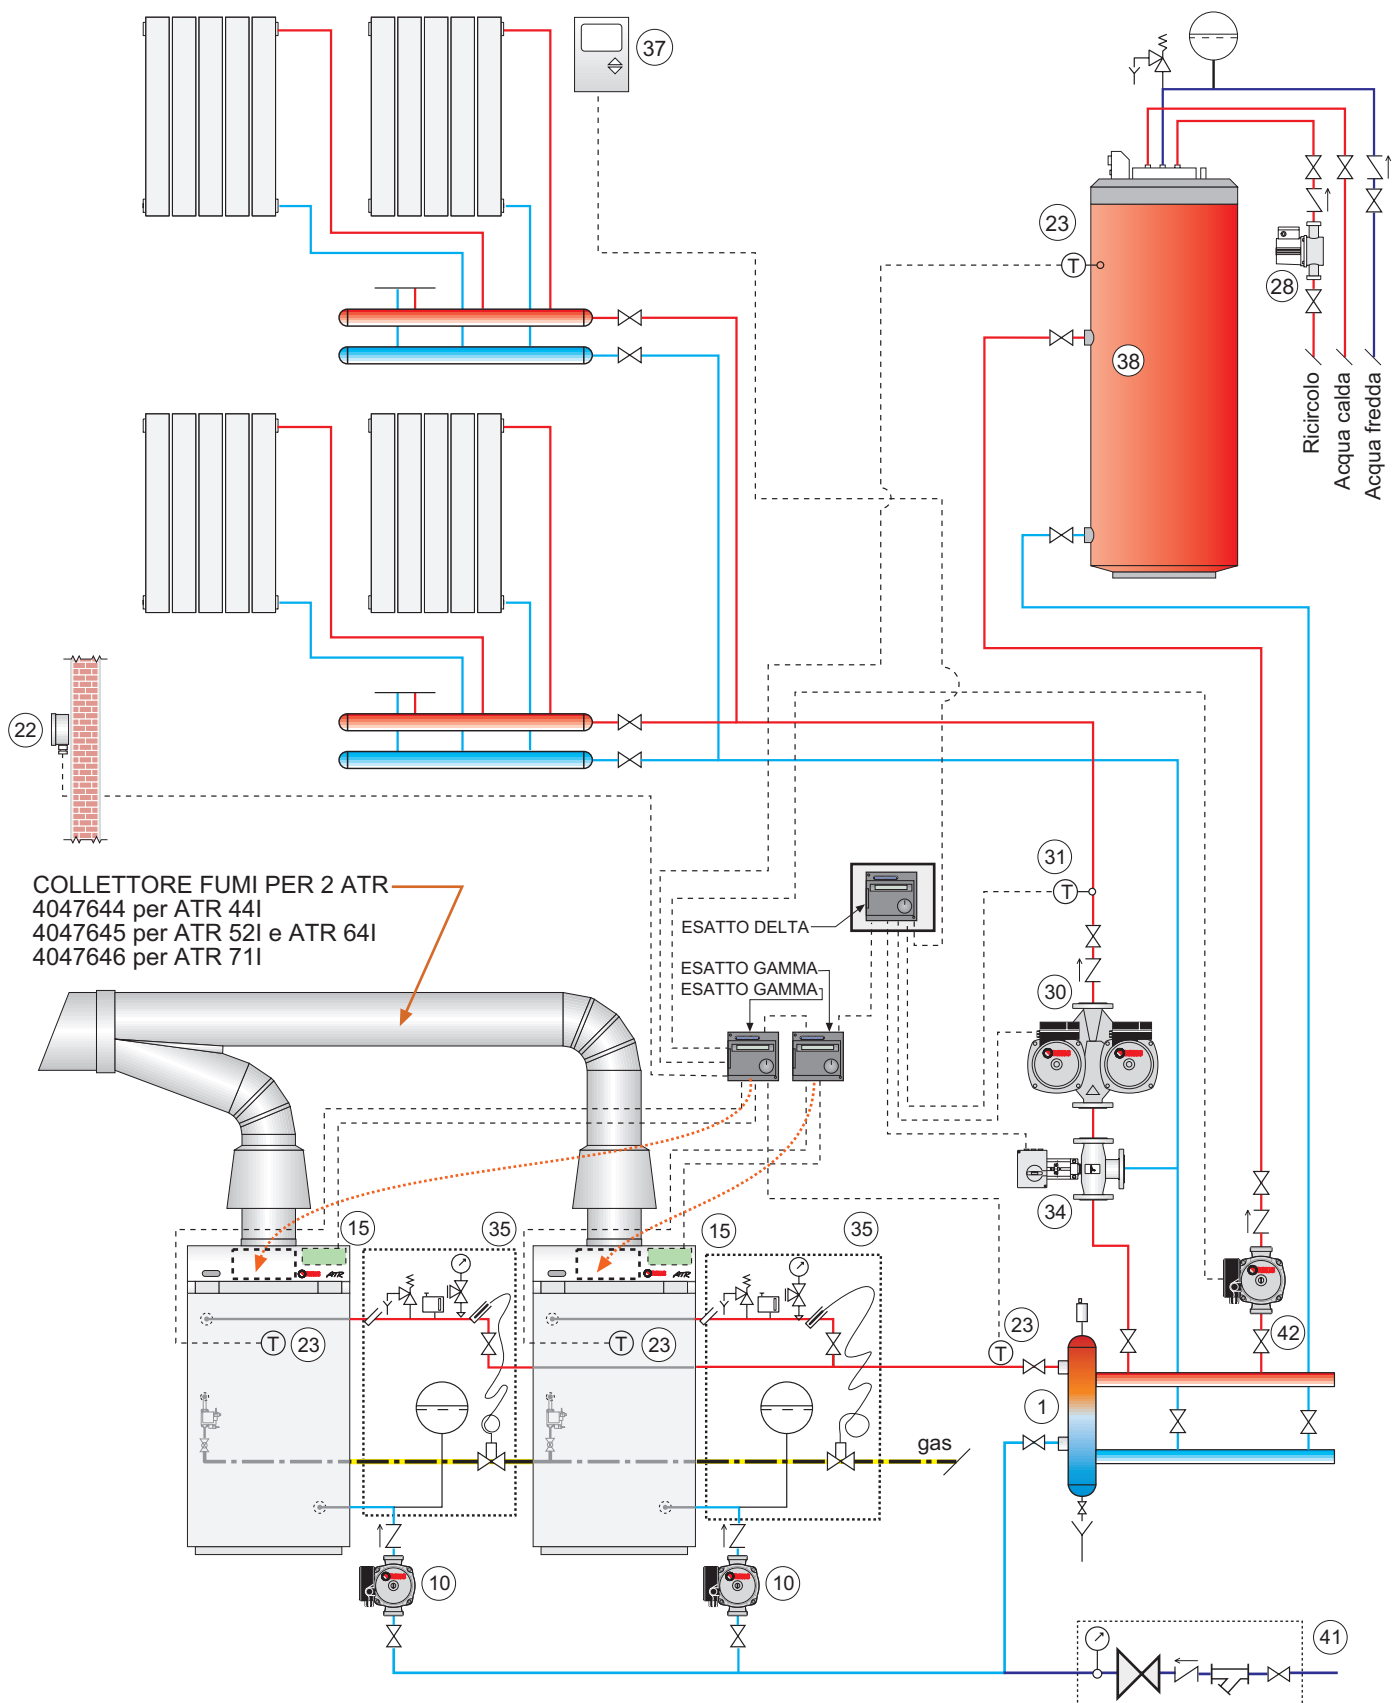 37
23
T
28
38
Ricircolo
Acqua calda
Acqua fredda
22
COLLETTORE FUMI PER 2 ATR
4047644 per ATR 44I
4047645 per ATR 52I e ATR 64I
4047646 per ATR 71I
31
T
ESATTO DELTA
ESATTO GAMMA
ESATTO GAMMA
30
34
15
35
15
35
ATR
ATR
T 23
T 23
23
T
42
1
gas
10
10
41